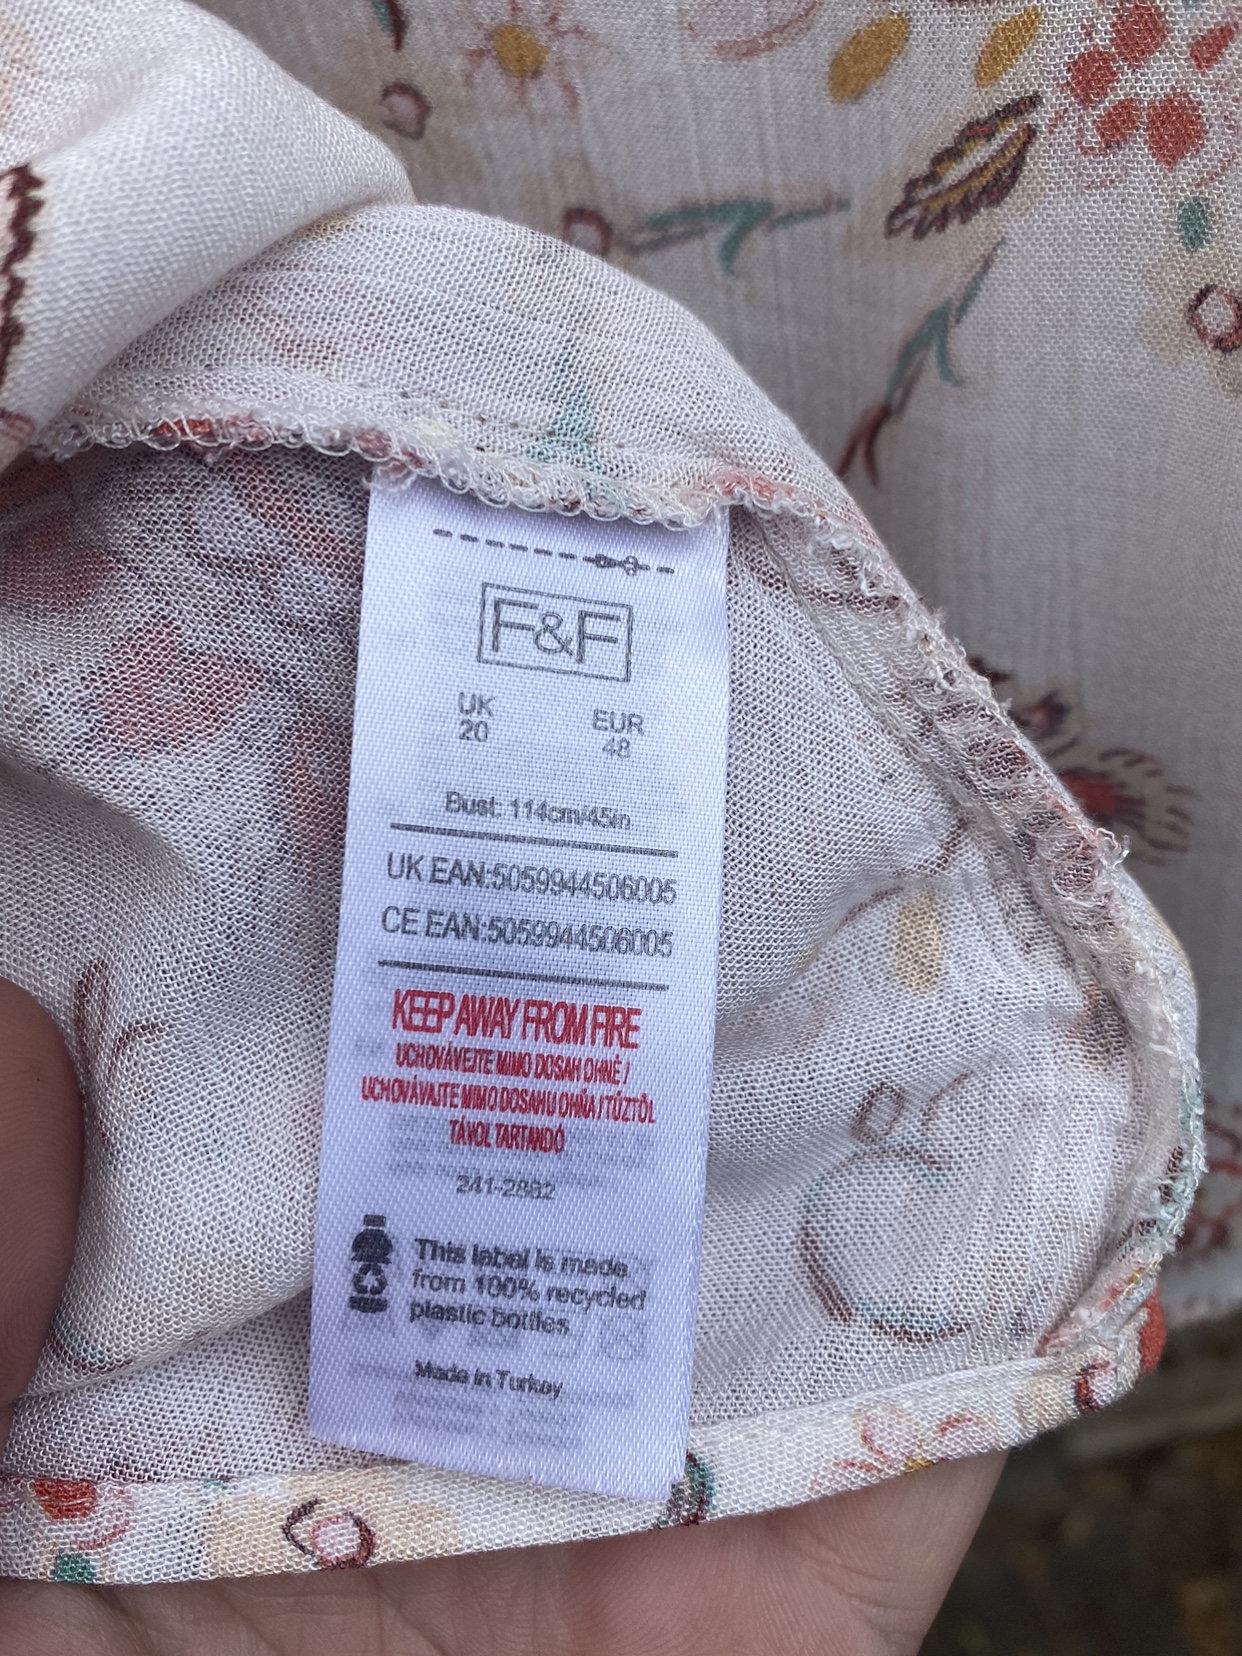 F&F
UK EUR
20 48
Bust: 114cm/45in
UK EAN:5059944506005
CE EAN:5059944506005
KEEP AWAY FROM FIRE
UCHOVÁVEJTE MIMO DOSAH OHNĚ /
UCHOVÁVAJTE MIMO DOSAHU OHŇA / TŰZTŐL
TÁVOL TARTANDÓ
241-2882
This label is made
from 100% recycled
plastic bottles
Made in Turkey